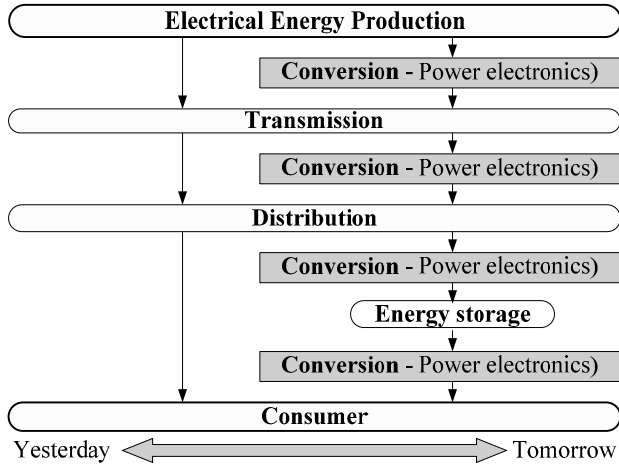 Electrical Energy Production
Conversion - Power electronics)
Transmission
Conversion - Power electronics)
Distribution
Conversion - Power electronics)
Energy storage
Conversion - Power electronics)
Consumer
Yesterday Tomorrow